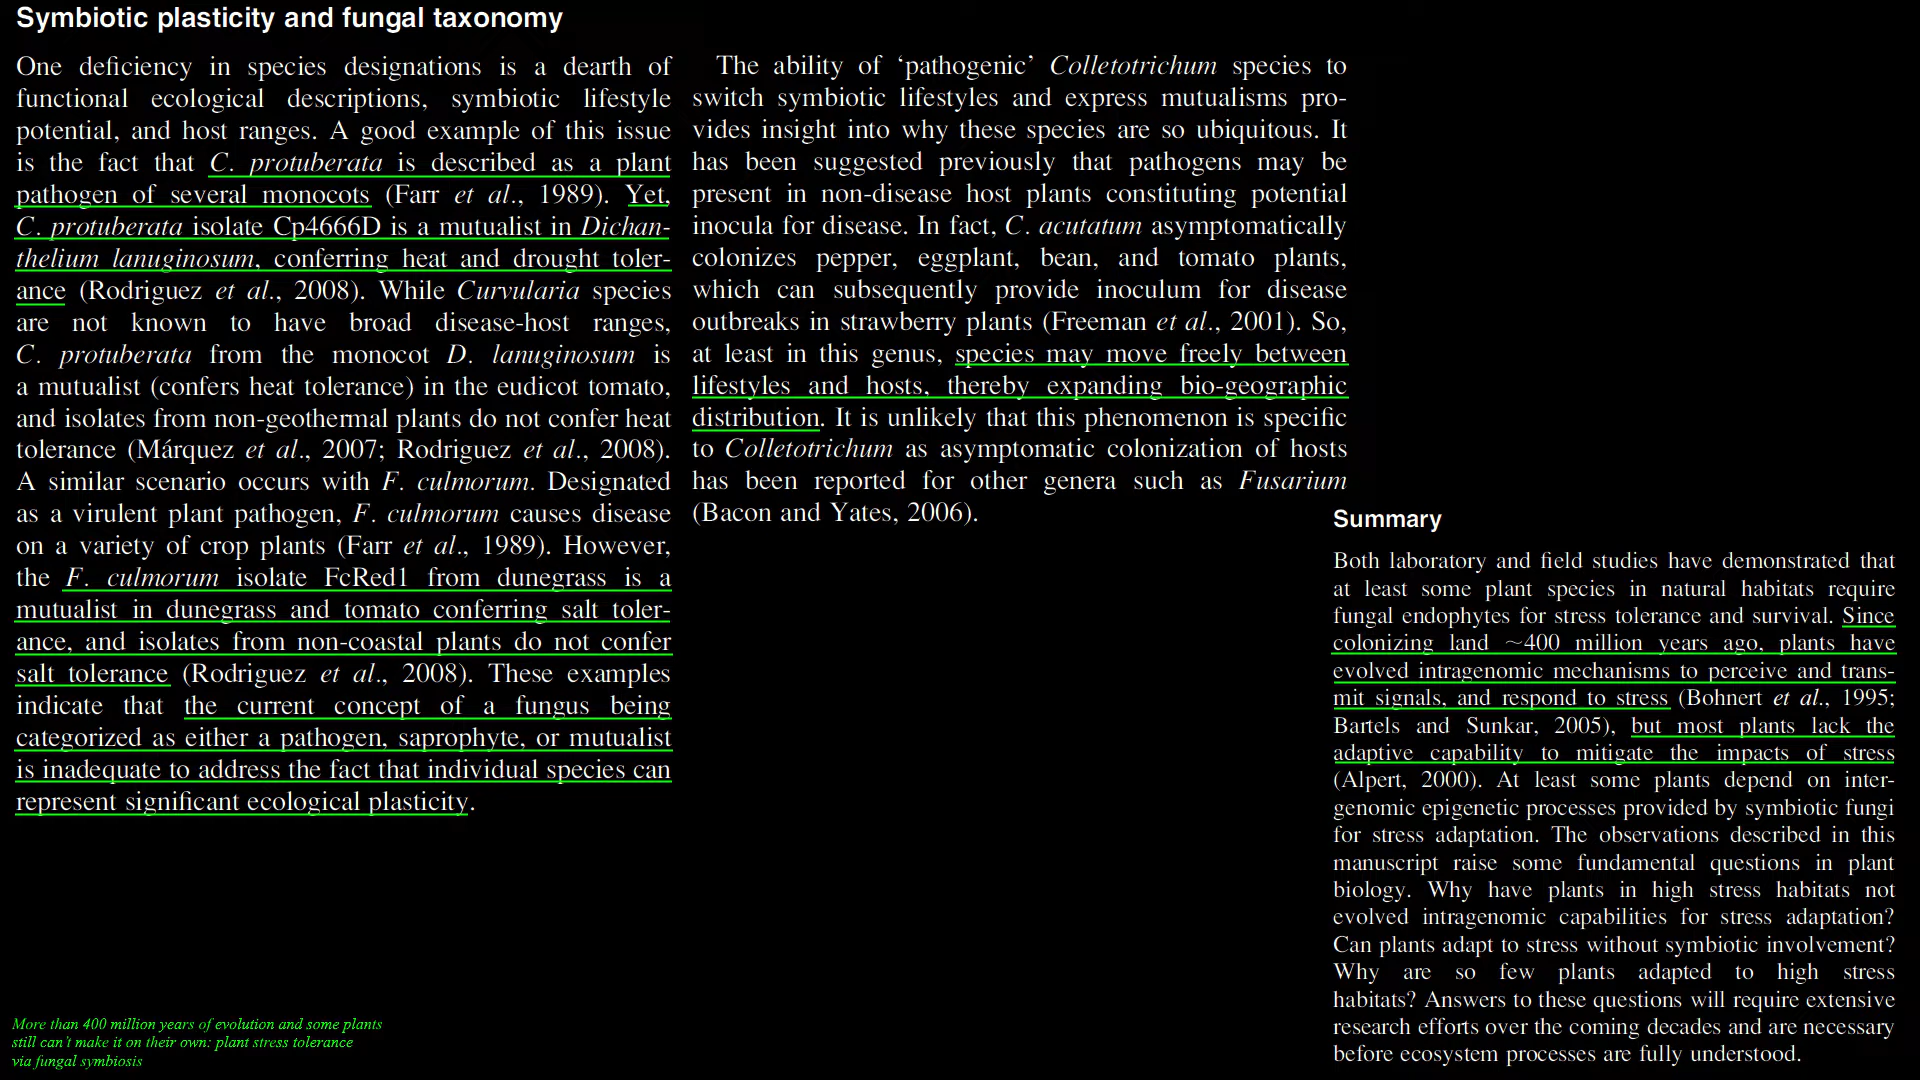 Symbiotic plasticity and fungal taxonomy
One deficiency in species designations is a dearth of
functional ecological descriptions, symbiotic lifestyle
potential, and host ranges. A good example of this issue
is the fact that C. protuberata is described as a plant
pathogen of several monocots (Farr et al., 1989). Yet,
C. protuberata isolate Cp4666D is a mutualist in Dichan-
thelium lanuginosum, conferring heat and drought toler-
ance (Rodriguez et al., 2008). While Curvularia species
are not known to have broad disease-host ranges,
C. protuberata from the monocot D. lanuginosum is
a mutualist (confers heat tolerance) in the eudicot tomato,
and isolates from non-geothermal plants do not confer heat
tolerance (Márquez et al., 2007; Rodriguez et al., 2008).
A similar scenario occurs with F. culmorum. Designated
as a virulent plant pathogen, F. culmorum causes disease
on a variety of crop plants (Farr et al., 1989). However,
the F. culmorum isolate FcRed1 from dunegrass is a
mutualist in dunegrass and tomato conferring salt toler-
ance, and isolates from non-coastal plants do not confer
salt tolerance (Rodriguez et al., 2008). These examples
indicate that the current concept of a fungus being
categorized as either a pathogen, saprophyte, or mutualist
is inadequate to address the fact that individual species can
represent significant ecological plasticity.
The ability of ‘pathogenic’ Colletotrichum species to
switch symbiotic lifestyles and express mutualisms pro-
vides insight into why these species are so ubiquitous. It
has been suggested previously that pathogens may be
present in non-disease host plants constituting potential
inocula for disease. In fact, C. acutatum asymptomatically
colonizes pepper, eggplant, bean, and tomato plants,
which can subsequently provide inoculum for disease
outbreaks in strawberry plants (Freeman et al., 2001). So,
at least in this genus, species may move freely between
lifestyles and hosts, thereby expanding bio-geographic
distribution. It is unlikely that this phenomenon is specific
to Colletotrichum as asymptomatic colonization of hosts
has been reported for other genera such as Fusarium
(Bacon and Yates, 2006).
Summary
Both laboratory and field studies have demonstrated that
at least some plant species in natural habitats require
fungal endophytes for stress tolerance and survival. Since
colonizing land ~400 million years ago, plants have
evolved intragenomic mechanisms to perceive and trans-
mit signals, and respond to stress (Bohnert et al., 1995;
Bartels and Sunkar, 2005), but most plants lack the
adaptive capability to mitigate the impacts of stress
(Alpert, 2000). At least some plants depend on inter-
genomic epigenetic processes provided by symbiotic fungi
for stress adaptation. The observations described in this
manuscript raise some fundamental questions in plant
biology. Why have plants in high stress habitats not
evolved intragenomic capabilities for stress adaptation?
Can plants adapt to stress without symbiotic involvement?
Why are so few plants adapted to high stress
habitats? Answers to these questions will require extensive
research efforts over the coming decades and are necessary
before ecosystem processes are fully understood.
More than 400 million years of evolution and some plants
still can't make it on their own: plant stress tolerance
via fungal symbiosis